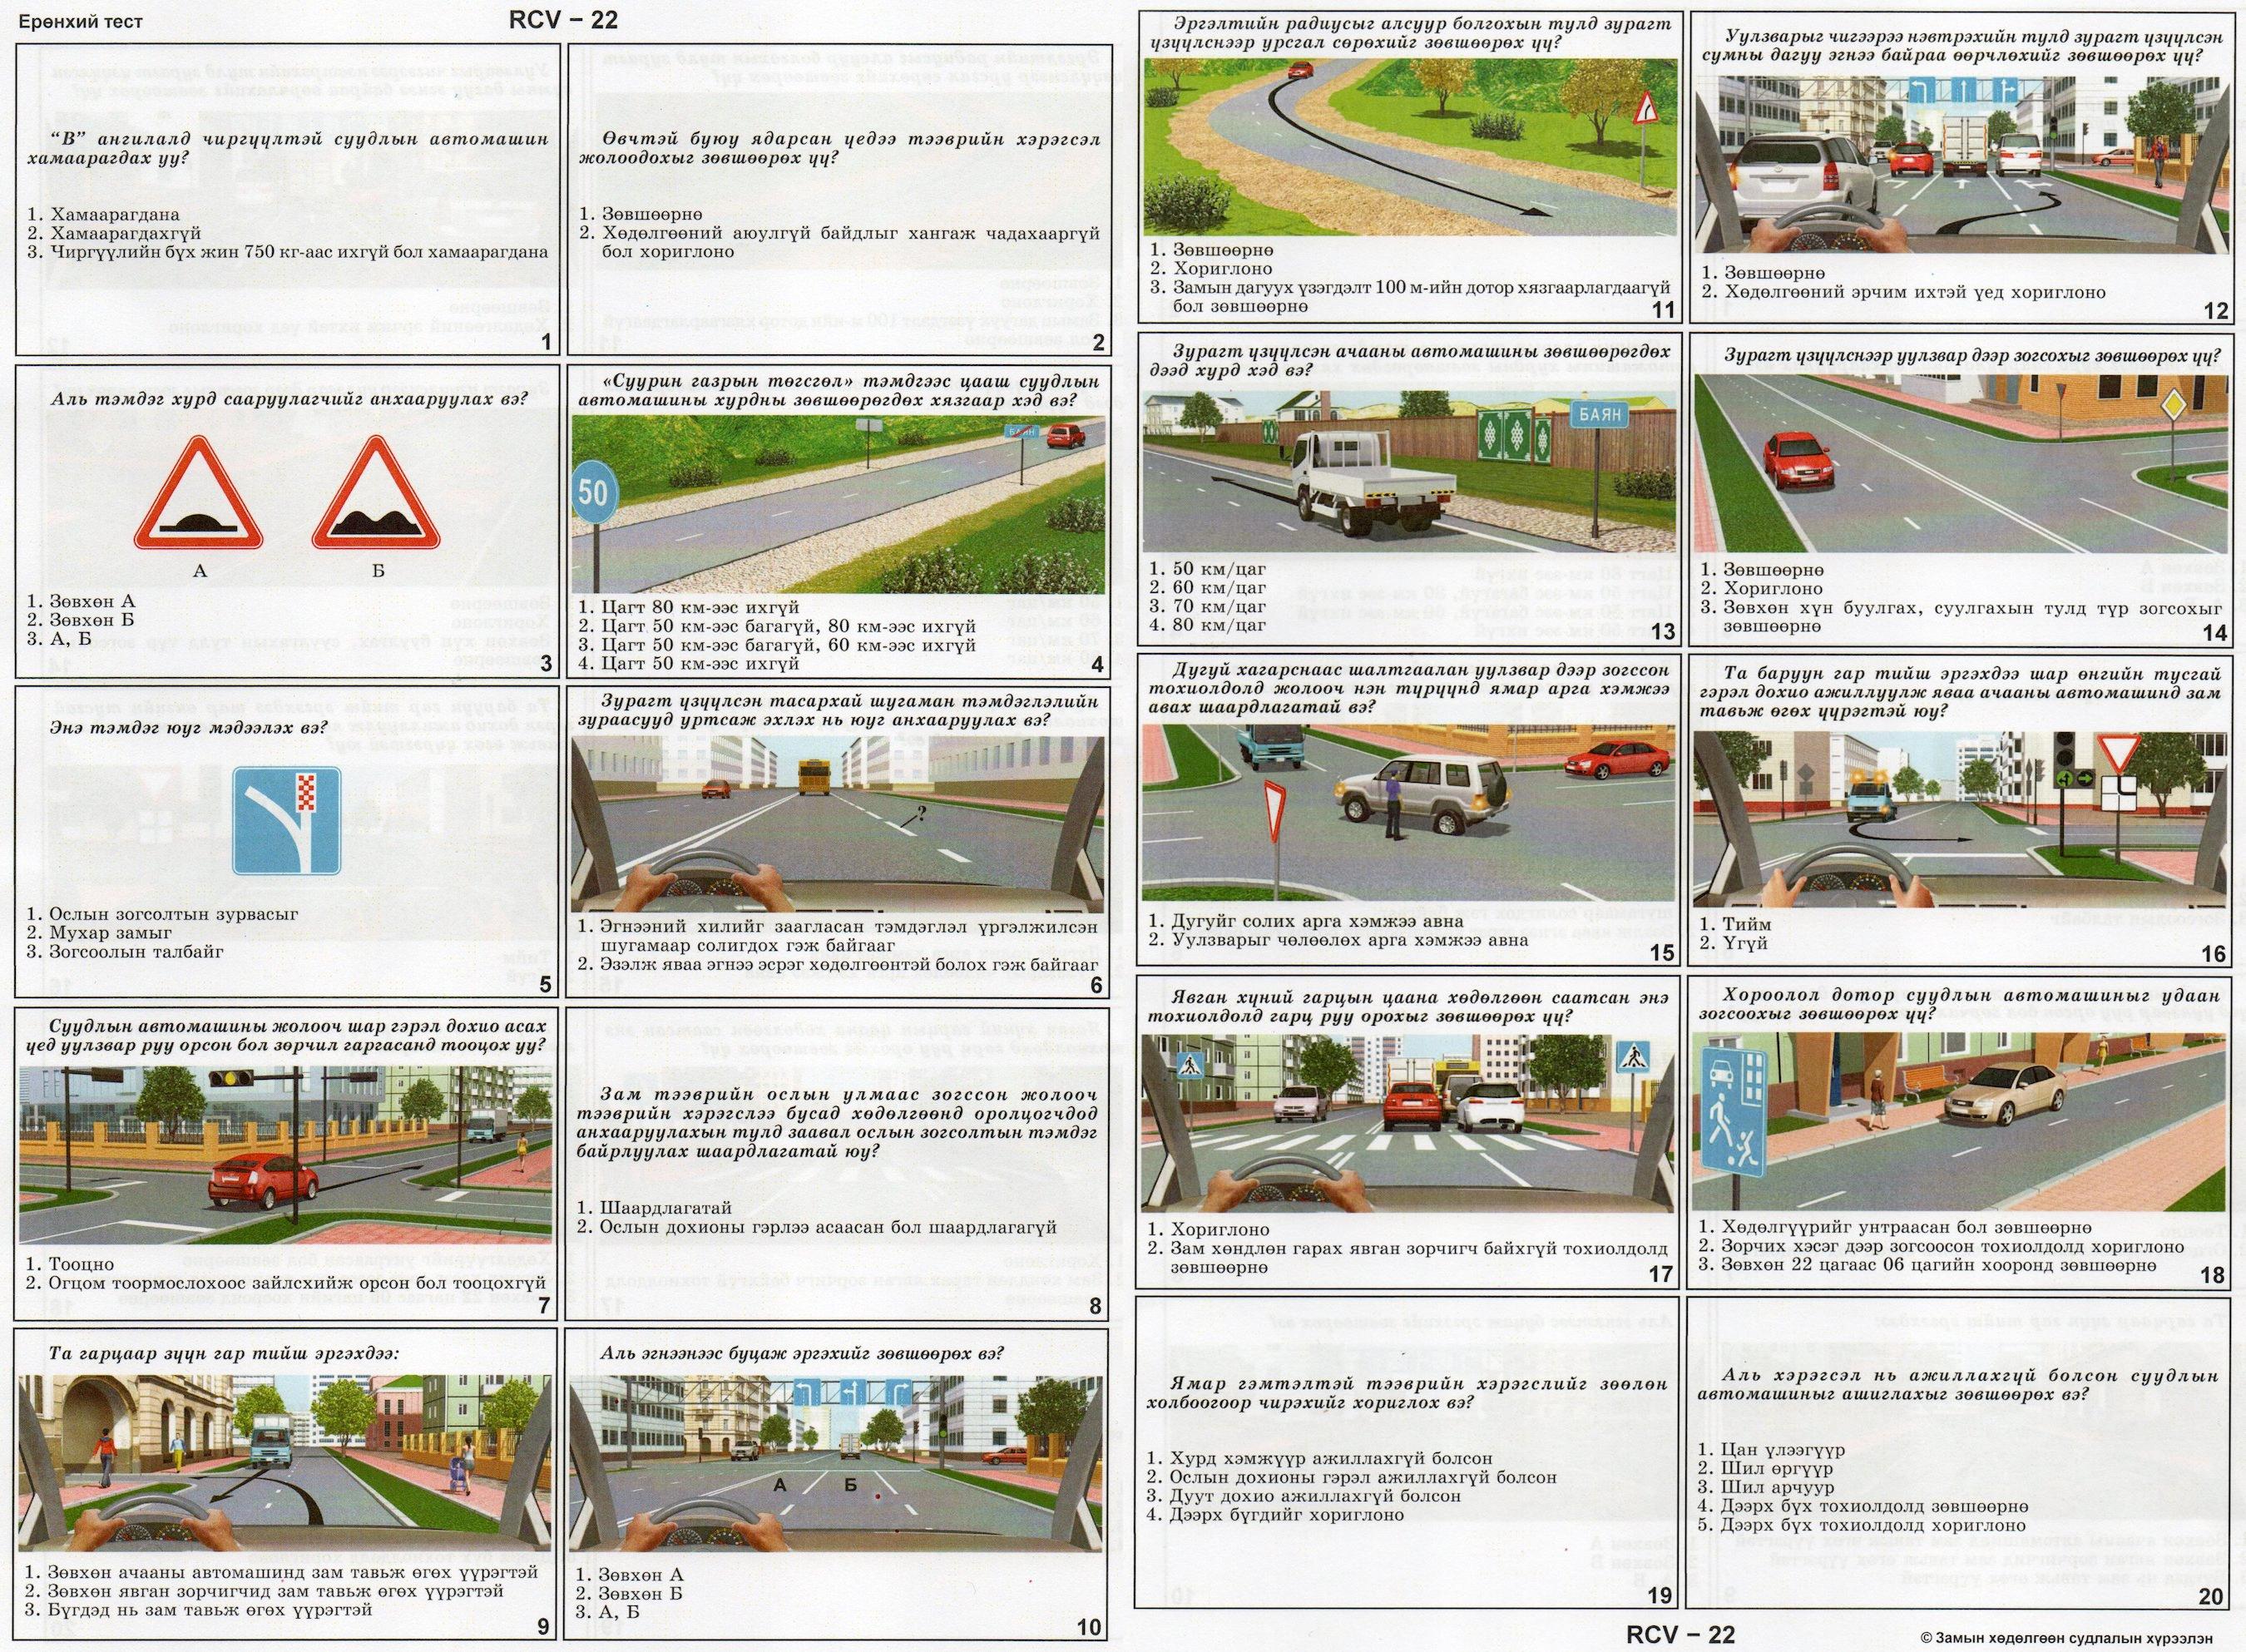 Ерөнхий тест
RCV – 22
"В" ангилалд чиргүүлтэй суудлын автомашин
хамаарагдах уу?
1. Хамаарагдана
2. Хамаарагдахгүй
3. Чиргүүлийн бүх жин 750 кг-аас ихгүй бол хамаарагдана
1
Өвчтэй буюу ядарсан үедээ тээврийн хэрэгсэл
жолоодохыг зөвшөөрөх үү?
1. Зөвшөөрнө
2. Хөдөлгөөний аюулгүй байдлыг хангаж чадахааргүй
бол хориглоно
2
Аль тэмдэг хурд сааруулагчийг анхааруулах вэ?
А
Б
1. Зөвхөн А
2. Зөвхөн Б
3. А, Б
3
«Суурин газрын төгсгөл» тэмдгээс цааш суудлын
автомашины хурдны зөвшөөрөгдөх хязгаар хэд вэ?
БАЯН
50
1. Цагт 80 км-ээс ихгүй
2. Цагт 50 км-ээс багагүй, 80 км-ээс ихгүй
3. Цагт 50 км-ээс багагүй, 60 км-ээс ихгүй
4. Цагт 50 км-ээс ихгүй
4
Энэ тэмдэг юуг мэдээлэх вэ?
1. Ослын зогсолтын зурвасыг
2. Мухар замыг
3. Зогсоолын талбайг
5
Зурагт үзүүлсэн тасархай шугаман тэмдэглэлийн
зураасууд уртсаж эхлэх нь юуг анхааруулах вэ?
?
1. Эгнээний хилийг заагласан тэмдэглэл үргэлжилсэн
шугамаар солигдох гэж байгааг
2. Эзэлж яваа эгнээ эсрэг хөдөлгөөнтэй болох гэж байгааг
6
Суудлын автомашины жолооч шар гэрэл дохио асах
үед уулзвар руу орсон бол зөрчил гаргасанд тооцох уу?
1. Тооцно
2. Огцом тоормослохоос зайлсхийж орсон бол тооцохгүй
7
Зам тээврийн ослын улмаас зогссон жолооч
тээврийн хэрэгслээ бусад хөдөлгөөнд оролцогчдод
анхааруулахын тулд заавал ослын зогсолтын тэмдэг
байрлуулах шаардлагатай юу?
1. Шаардлагатай
2. Ослын дохионы гэрлээ асаасан бол шаардлагагүй
8
Та гарцаар зүүн гар тийш эргэхдээ:
1. Зөвхөн ачааны автомашинд зам тавьж өгөх үүрэгтэй
2. Зөвхөн явган зорчигчид зам тавьж өгөх үүрэгтэй
3. Бүгдэд нь зам тавьж өгөх үүрэгтэй
9
Аль эгнээнээс буцаж эргэхийг зөвшөөрөх вэ?
А
Б
1. Зөвхөн А
2. Зөвхөн Б
3. А, Б
10
Эргэлтийн радиусыг алсуур болгохын тулд зурагт
үзүүлснээр урсгал сөрөхийг зөвшөөрөх үү?
1. Зөвшөөрнө
2. Хориглоно
3. Замын дагуух үзэгдэлт 100 м-ийн дотор хязгаарлагдаагүй
бол зөвшөөрнө
11
Уулзварыг чигээрээ нэвтрэхийн тулд зурагт үзүүлсэн
сумны дагуу эгнээ байраа өөрчлөхийг зөвшөөрөх үү?
1. Зөвшөөрнө
2. Хөдөлгөөний эрчим ихтэй үед хориглоно
12
Зурагт үзүүлсэн ачааны автомашины зөвшөөрөгдөх
дээд хурд хэд вэ?
БАЯН
1. 50 км/цаг
2. 60 км/цаг
3. 70 км/цаг
4. 80 км/цаг
13
Зурагт үзүүлснээр уулзвар дээр зогсохыг зөвшөөрөх үү?
1. Зөвшөөрнө
2. Хориглоно
3. Зөвхөн хүн буулгах, суулгахын тулд түр зогсохыг
зөвшөөрнө
14
Дугуй хагарснаас шалтгаалан уулзвар дээр зогссон
тохиолдолд жолооч нэн түрүүнд ямар арга хэмжээ
авах шаардлагатай вэ?
1. Дугуйг солих арга хэмжээ авна
2. Уулзварыг чөлөөлөх арга хэмжээ авна
15
Та баруун гар тийш эргэхдээ шар өнгийн тусгай
гэрэл дохио ажиллуулж яваа ачааны автомашинд зам
тавьж өгөх үүрэгтэй юу?
1. Тийм
2. Үгүй
16
Явган хүний гарцын цаана хөдөлгөөн саатсан энэ
тохиолдолд гарц руу орохыг зөвшөөрөх үү?
1. Хориглоно
2. Зам хөндлөн гарах явган зорчигч байхгүй тохиолдолд
зөвшөөрнө
17
Хороолол дотор суудлын автомашиныг удаан
зогсоохыг зөвшөөрөх үү?
1. Хөдөлгүүрийг унтраасан бол зөвшөөрнө
2. Зорчих хэсэг дээр зогсоосон тохиолдолд хориглоно
3. Зөвхөн 22 цагаас 06 цагийн хооронд зөвшөөрнө
18
Ямар гэмтэлтэй тээврийн хэрэгслийг зөөлөн
холбоогоор чирэхийг хориглох вэ?
1. Хурд хэмжүүр ажиллахгүй болсон
2. Ослын дохионы гэрэл ажиллахгүй болсон
3. Дуут дохио ажиллахгүй болсон
4. Дээрх бүгдийг хориглоно
19
Аль хэрэгсэл нь ажиллахгүй болсон суудлын
автомашиныг ашиглахыг зөвшөөрөх вэ?
1. Цан үлээгүүр
2. Шил өргүүр
3. Шил арчуур
4. Дээрх бүх тохиолдолд зөвшөөрнө
5. Дээрх бүх тохиолдолд хориглоно
20
RCV – 22
© Замын хөдөлгөөн судлалын хүрээлэн